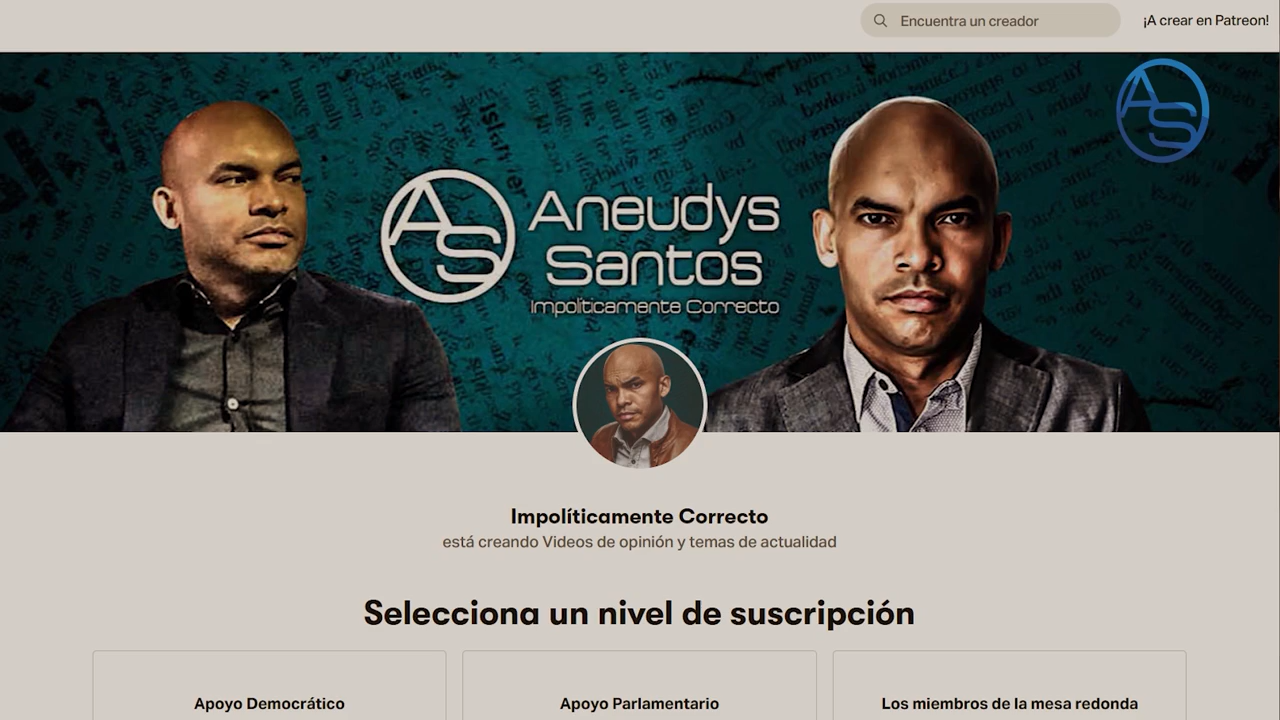 Encuentra un creador
¡A crear en Patreon!
AS
AS
Aneudys
Santos
Impolíticamente Correcto
Impolíticamente Correcto
está creando Videos de opinión y temas de actualidad
Selecciona un nivel de suscripción
Apoyo Democrático
Apoyo Parlamentario
Los miembros de la mesa redonda